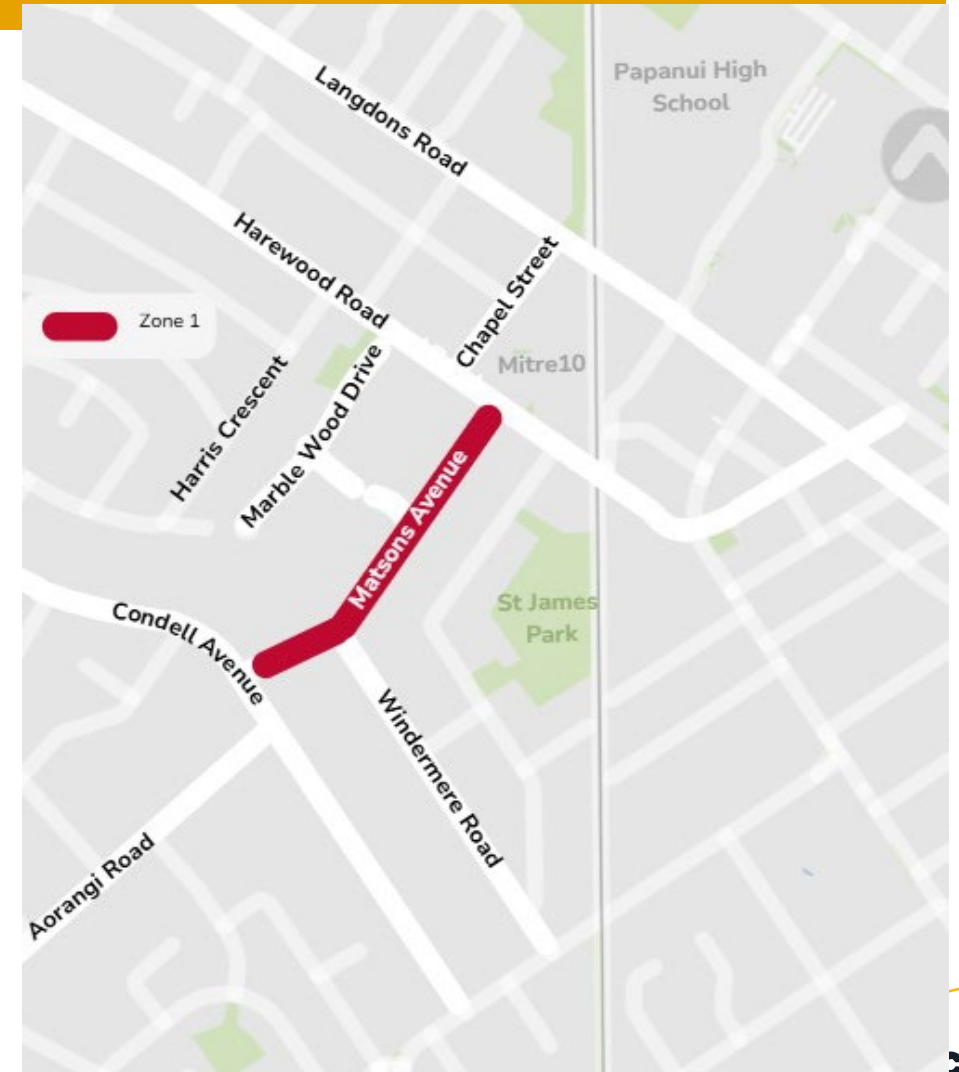 Papanui High
School
Langdons Road
Harewood Road
Chapel Street
Zone 1
Mitre10
Harris Crescent
Marble Wood Drive
Matsons Avenue
St James
Park
Condell Avenue
Windermere Road
Aorangi Road